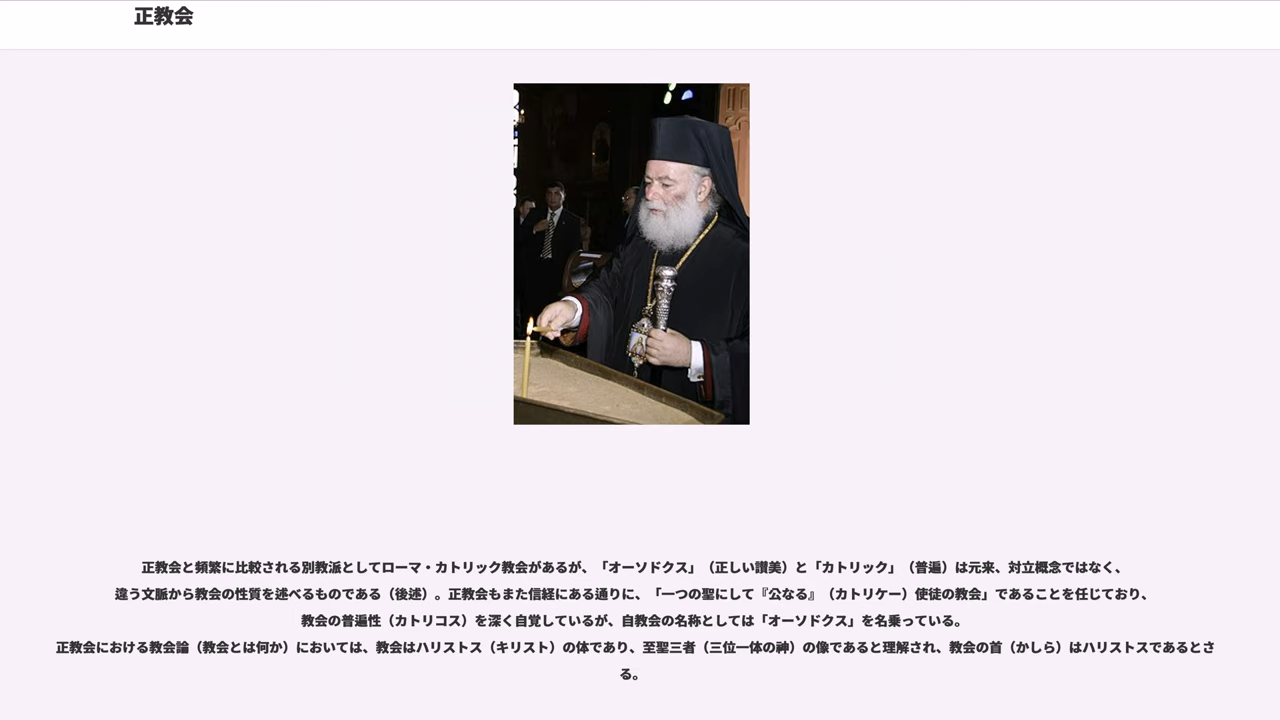 正教会
正教会と頻繁に比較される別教派としてローマ・カトリック教会があるが、「オーソドクス」（正しい讃美）と「カトリック」（普遍）は元来、対立概念ではなく、
違う文脈から教会の性質を述べるものである（後述）。正教会もまた信経にある通りに、「一つの聖にして『公なる』（カトリケー）使徒の教会」であることを任じており、
教会の普遍性（カトリコス）を深く自覚しているが、自教会の名称としては「オーソドクス」を名乗っている。
正教会における教会論（教会とは何か）においては、教会はハリストス（キリスト）の体であり、至聖三者（三位一体の神）の像であると理解され、教会の首（かしら）はハリストスであるとさ
る。